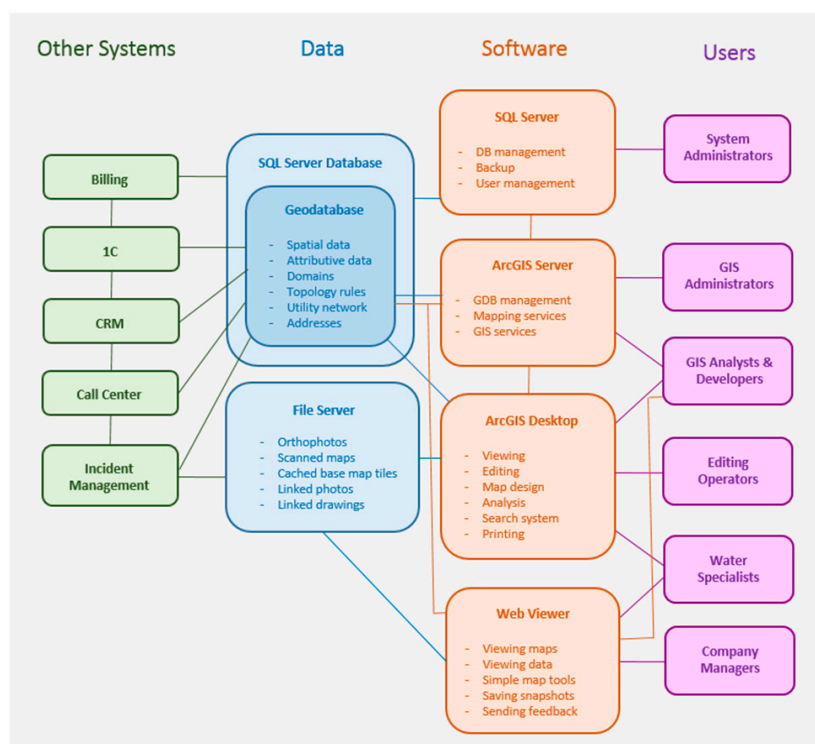 Other Systems
Data
Software
Users
Billing
1C
CRM
Call Center
Incident
Management
SQL Server Database
Geodatabase
- Spatial data
- Attributive data
- Domains
- Topology rules
- Utility network
- Addresses
File Server
- Orthophotos
- Scanned maps
- Cached base map tiles
- Linked photos
- Linked drawings
SQL Server
- DB management
- Backup
- User management
ArcGIS Server
- GDB management
- Mapping services
- GIS services
ArcGIS Desktop
- Viewing
- Editing
- Map design
- Analysis
- Search system
- Printing
Web Viewer
- Viewing maps
- Viewing data
- Simple map tools
- Saving snapshots
- Sending feedback
System
Administrators
GIS
Administrators
GIS Analysts &
Developers
Editing
Operators
Water
Specialists
Company
Managers